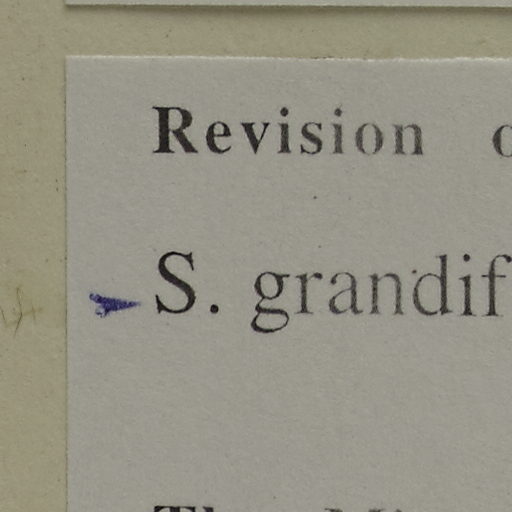 Revision
S. grandif